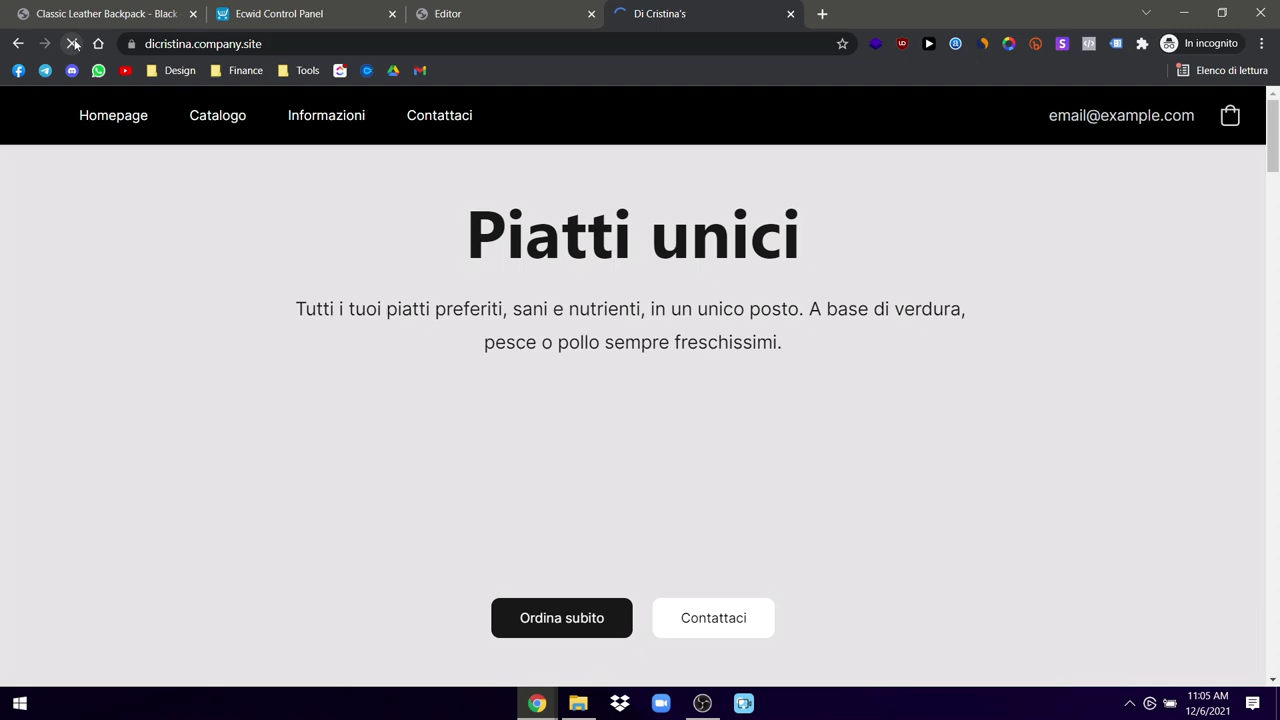 Classic Leather Backpack - Black
Ecwid Control Panel
Editor
Di Cristina's
dicristina.company.site
In incognito
Design
Finance
Tools
Elenco di lettura
Homepage
Catalogo
Informazioni
Contattaci
email@example.com
Piatti unici
Tutti i tuoi piatti preferiti, sani e nutrienti, in un unico posto. A base di verdura,
pesce o pollo sempre freschissimi.
Ordina subito
Contattaci
11:05 AM
12/6/2021